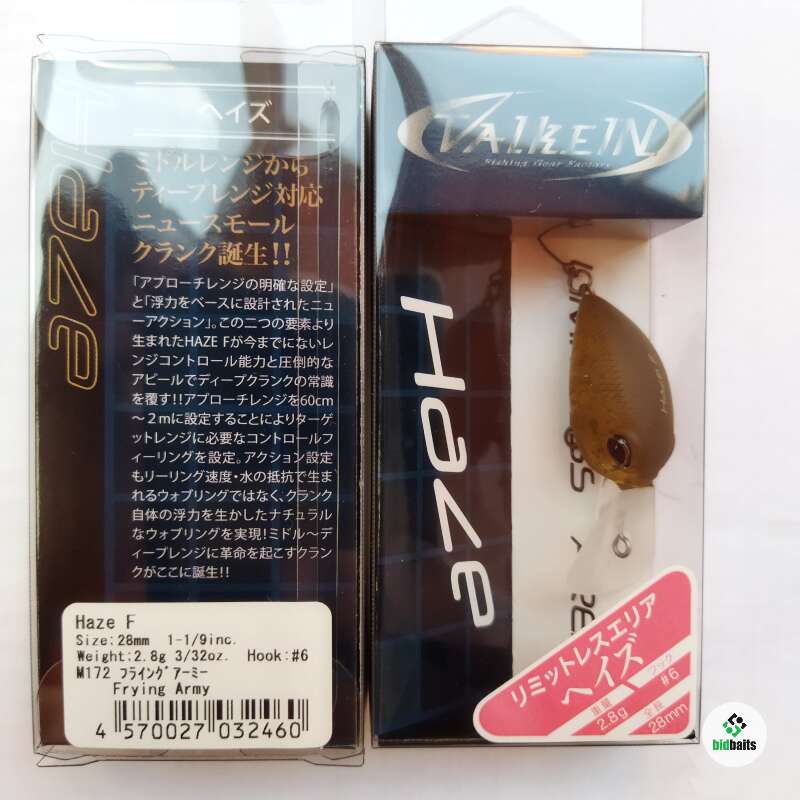 ヘイズ
Haze
ミドルレンジから
ディープレンジ対応
ニュースモール
クランク誕生!!
「アプローチレンジの明確な設定」
と「浮力をベースに設計されたニュ
ーアクション」。この二つの要素より
生まれたHAZE Fが今までにないレ
ンジコントロール能力と圧倒的な
アピールでディープクランクの常識
を覆す!!アプローチレンジを60cm
～2mに設定することによりターゲ
ットレンジに必要なコントロールフ
ィーリングを設定。アクション設定
もリーリング速度・水の抵抗で生ま
れるウォブリングではなく、クランク
自体の浮力を生かしたナチュラル
なウォブリングを実現!ミドル～デ
ィープレンジに革命を起こすクラン
クがここに誕生!!
Haze F
Size:28mm 1-1/9inc.
Weight:2.8g 3/32oz. Hook:#6
M172 フライングアーミー
Frying Army
4 570027 032460
VALKEIN
Fishing Gear Factory
Haze
Haze F
リミットレスエリア
ヘイズ
重量
2.8g
フック
#6
全長
28mm
bidbaits